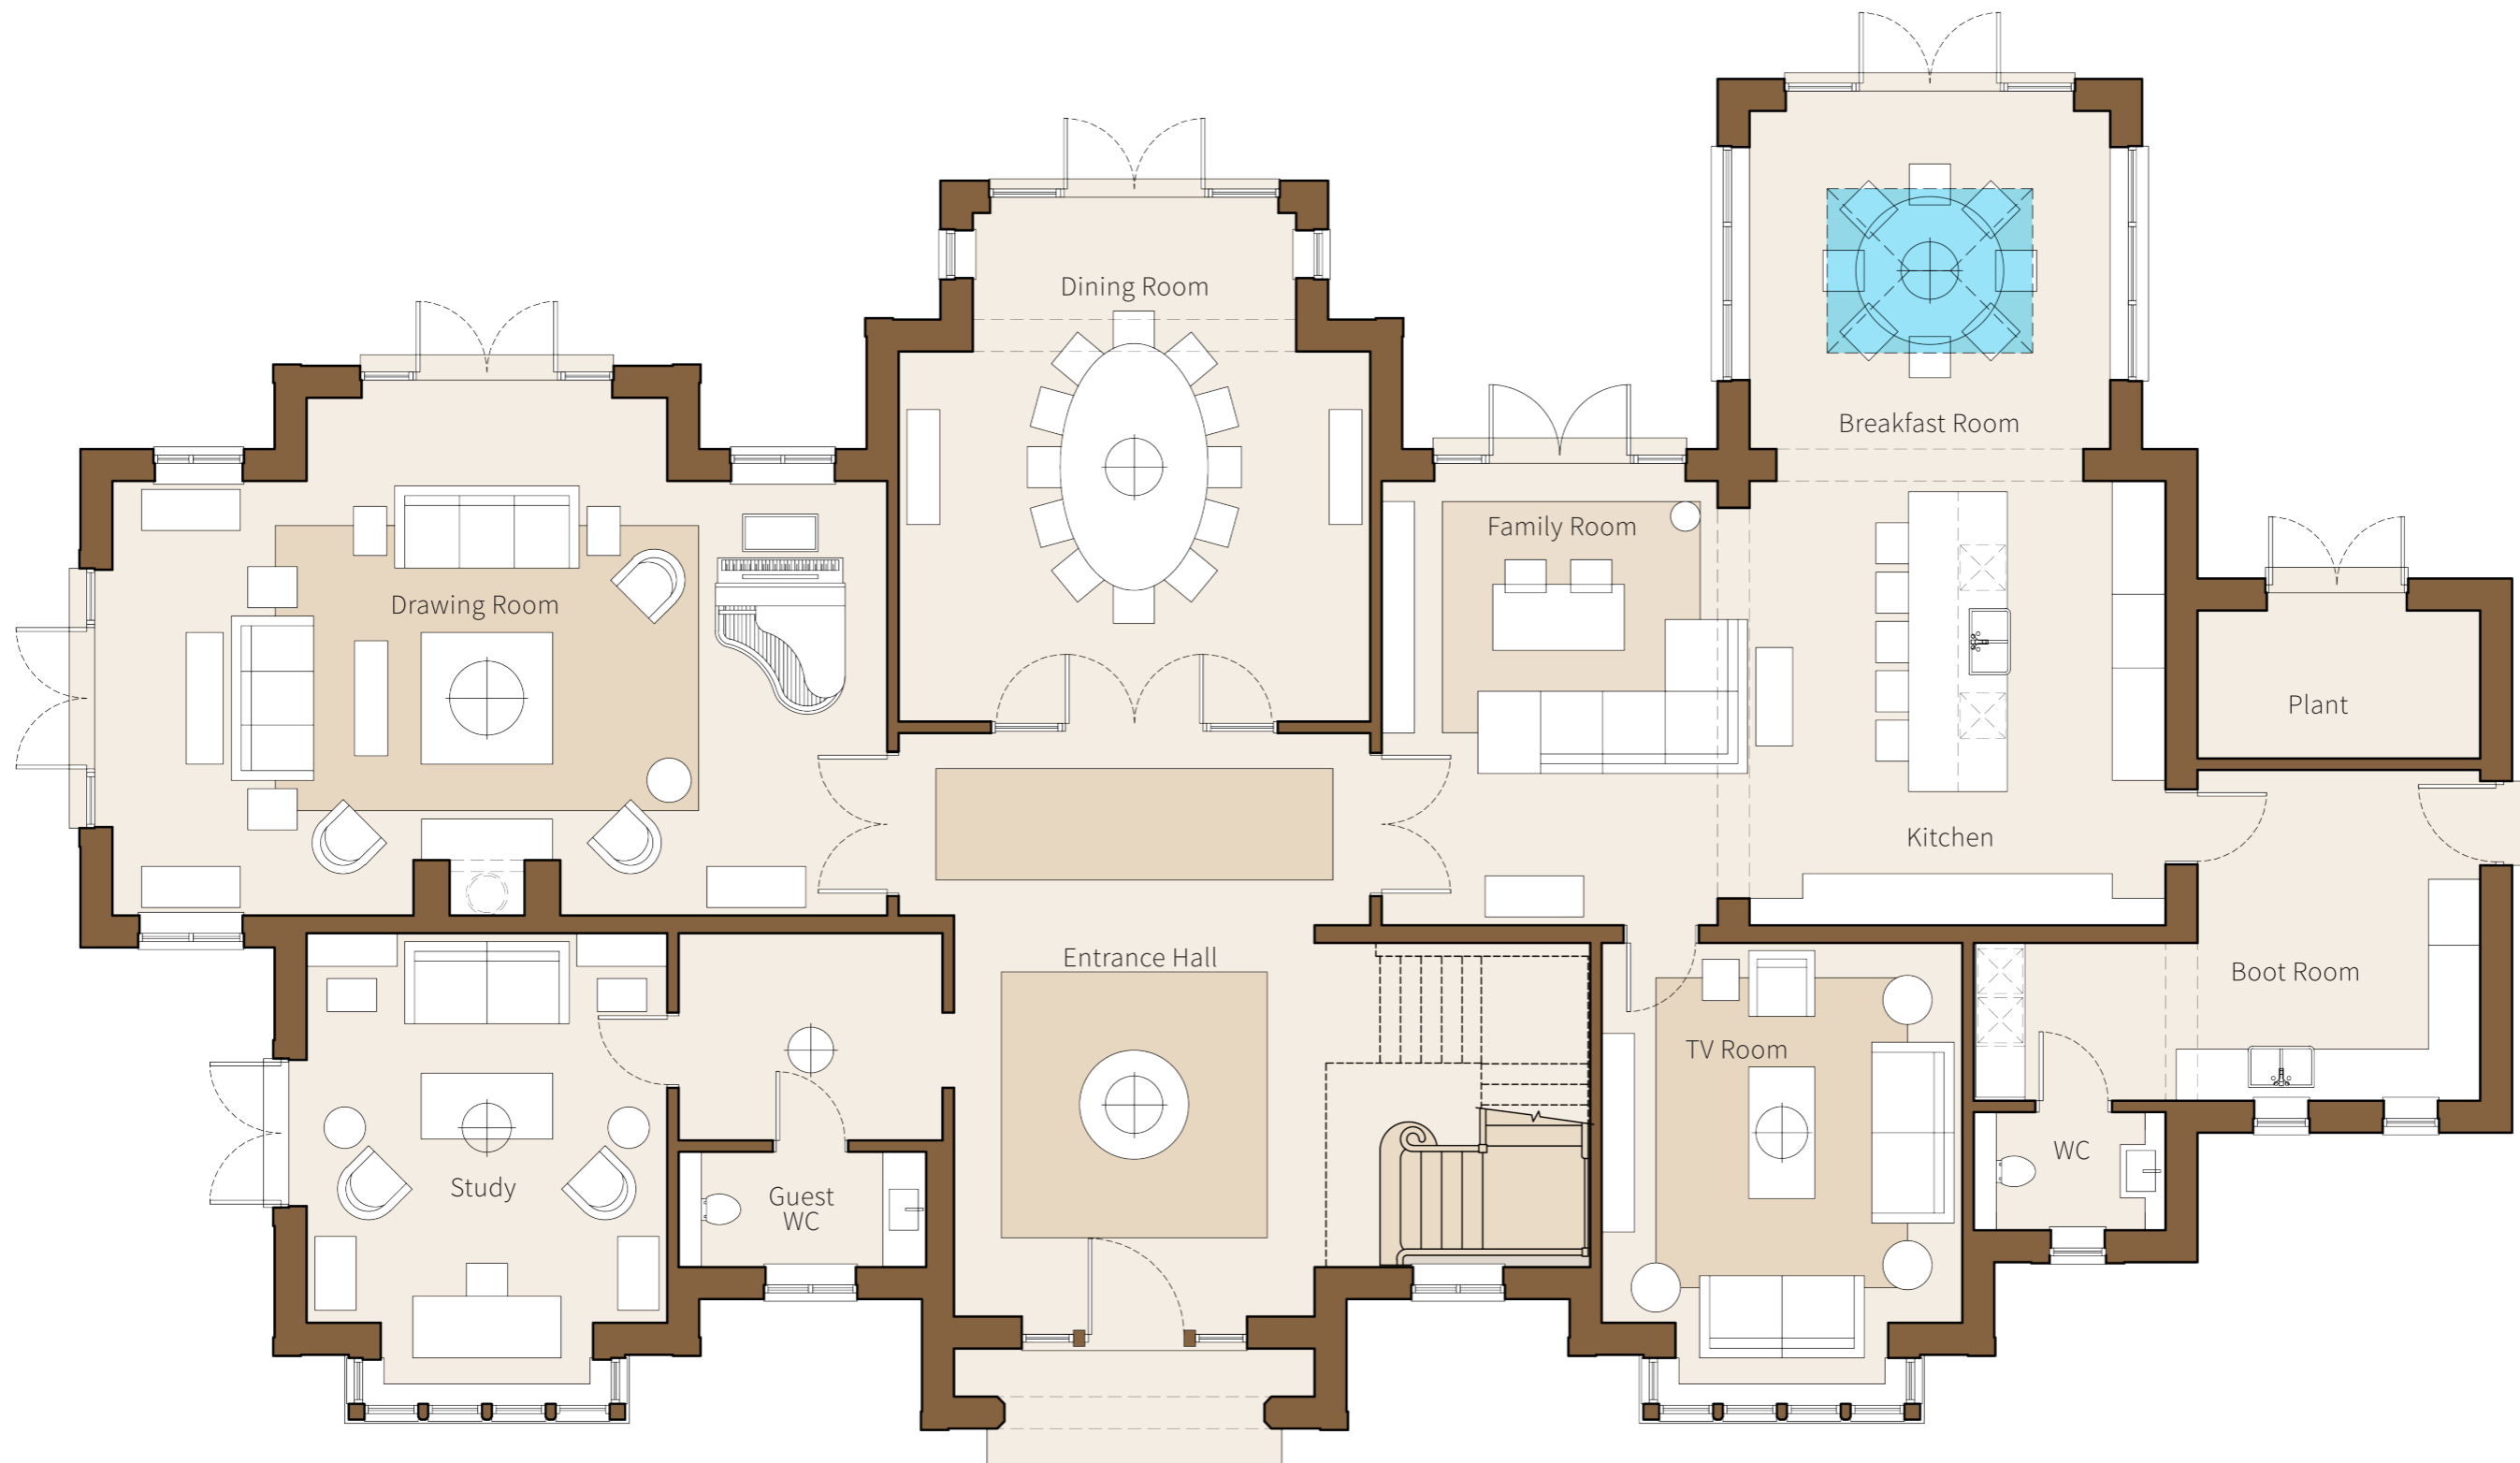 Dining Room
Breakfast Room
Family Room
Drawing Room
Plant
Kitchen
Entrance Hall
Boot Room
TV Room
WC
Study
Guest
WC